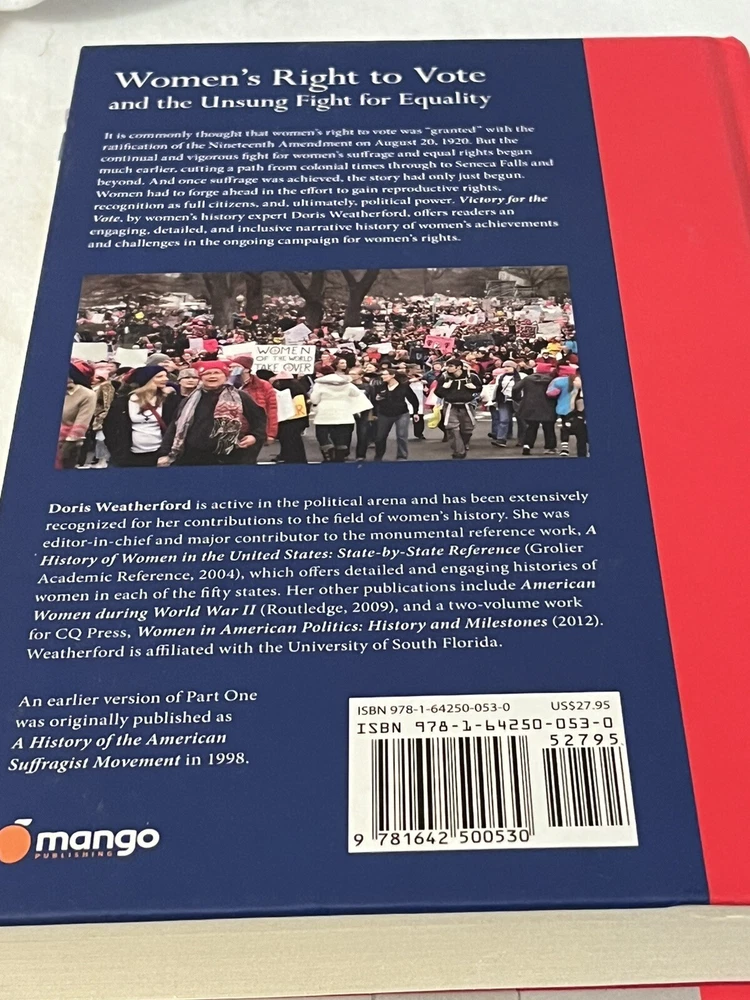 Women's Right to Vote
and the Unsung Fight for Equality
It is commonly thought that women's right to vote was "granted" with the
ratification of the Nineteenth Amendment on August 20, 1920. But the
continual and vigorous fight for women's suffrage and equal rights began
much earlier, cutting a path from colonial times through to Seneca Falls and
beyond. And once suffrage was achieved, the story had only just begun.
Women had to forge ahead in the effort to gain reproductive rights,
recognition as full citizens, and, ultimately, political power. Victory for the
Vote, by women's history expert Doris Weatherford, offers readers an
engaging, detailed, and inclusive narrative history of women's achievements
and challenges in the ongoing campaign for women's rights.
WOMEN
OF THE WORLD
TAKE OVER
Doris Weatherford is active in the political arena and has been extensively
recognized for her contributions to the field of women's history. She was
editor-in-chief and major contributor to the monumental reference work, A
History of Women in the United States: State-by-State Reference (Grolier
Academic Reference, 2004), which offers detailed and engaging histories of
women in each of the fifty states. Her other publications include American
Women during World War II (Routledge, 2009), and a two-volume work
for CQ Press, Women in American Politics: History and Milestones (2012).
Weatherford is affiliated with the University of South Florida.
An earlier version of Part One
was originally published as
A History of the American
Suffragist Movement in 1998.
mango
PUBLISHING
ISBN 978-1-64250-053-0 US$27.95
ISBN 978-1-64250-053-0
52795
9 781642 500530